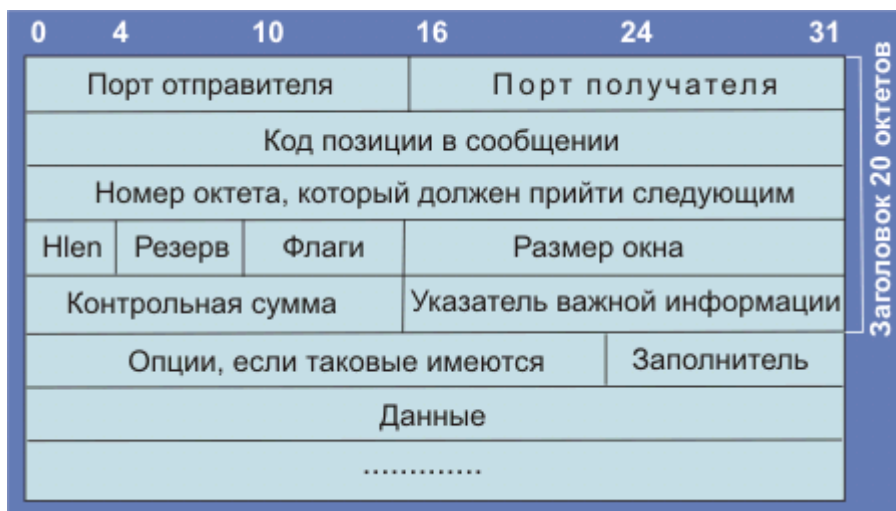 0 4 10 16 24 31
Порт отправителя Порт получателя
Код позиции в сообщении
Номер октета, который должен прийти следующим
Hlen Резерв Флаги Размер окна
Контрольная сумма Указатель важной информации
Опции, если таковые имеются Заполнитель
Данные
.............
Заголовок 20 октетов